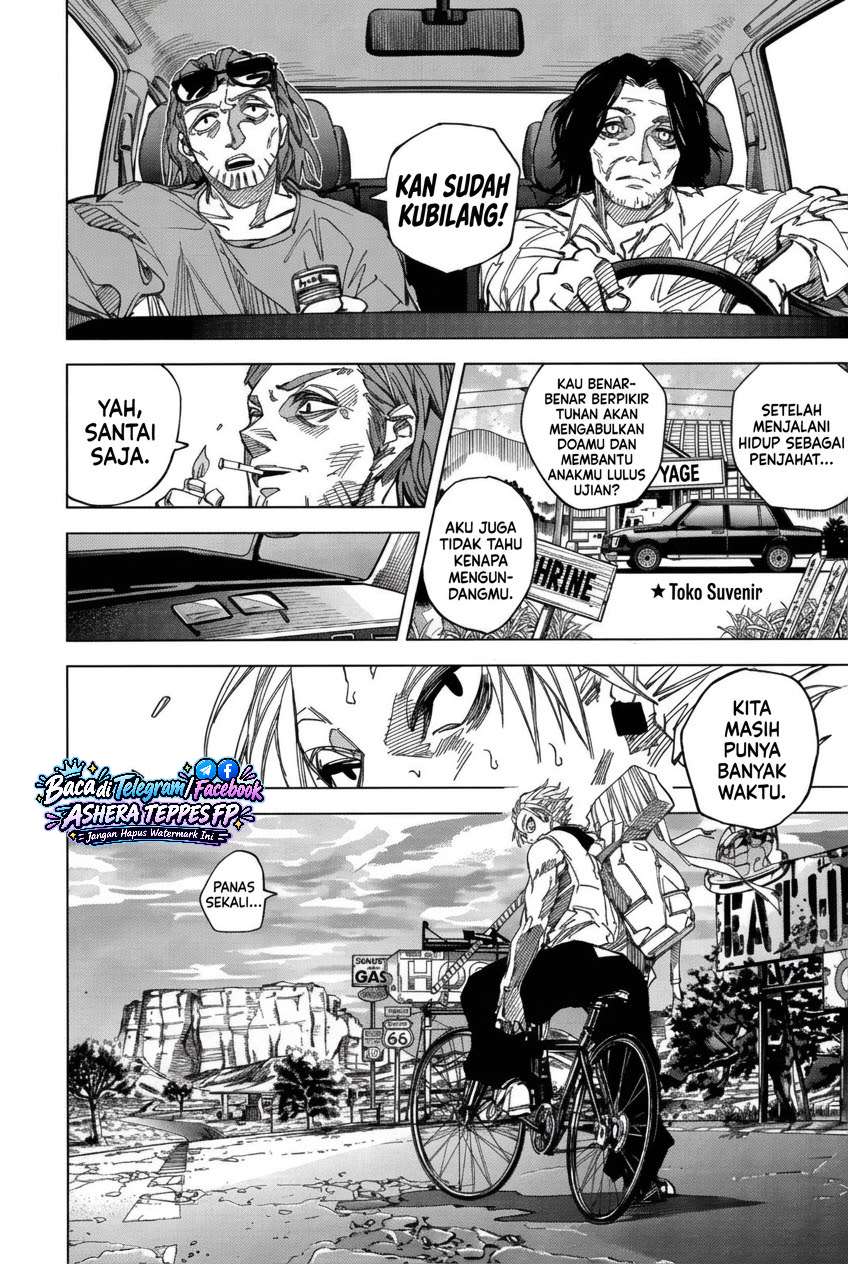 KAN SUDAH
KUBILANG!
SETELAH
MENJALANI
HIDUP SEBAGAI
PENJAHAT...
KAU BENAR-
BENAR BERPIKIR
TUHAN AKAN
MENGABULKAN
DOAMU DAN
MEMBANTU
ANAKMU LULUS
UJIAN?
YAGE
AKU JUGA
TIDAK TAHU
KENAPA
MENGUN-
DANGMU.
HRINE
★ Toko Suvenir
YAH,
SANTAI
SAJA.
KITA
MASIH
PUNYA
BANYAK
WAKTU.
Baca di Telegram/Facebook
ASHERA TEPPES FP
Jangan Hapus Watermark Ini
PANAS
SEKALI...
EAT
GAS
66